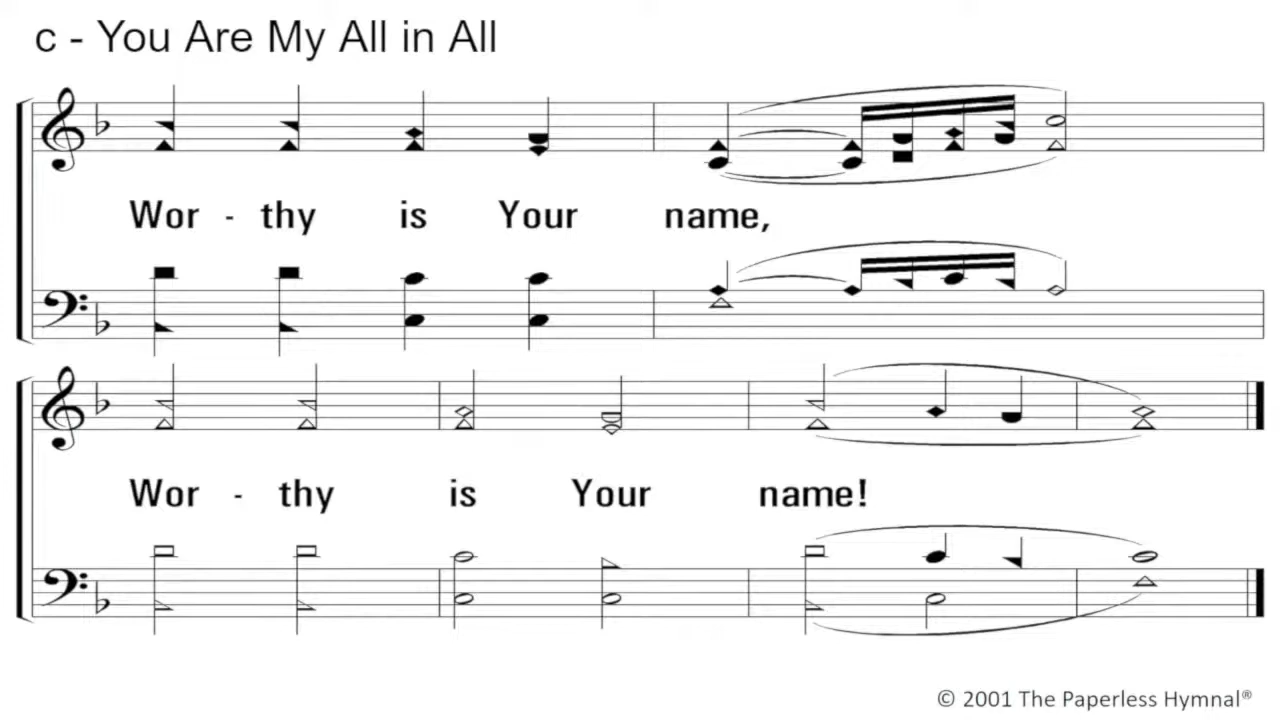 c - You Are My All in All
Wor - thy is Your name,
Wor - thy is Your name!
© 2001 The Paperless Hymnal®